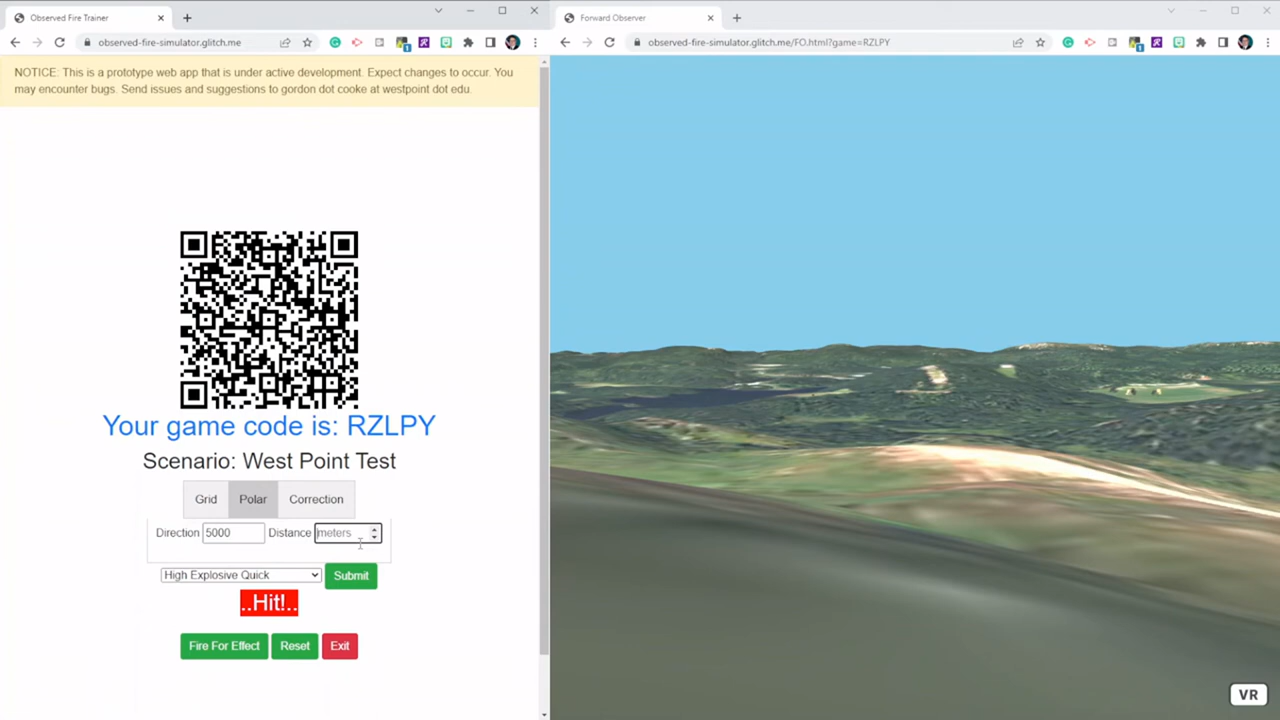 Observed Fire Trainer
observed-fire-simulator.glitch.me
NOTICE: This is a prototype web app that is under active development. Expect changes to occur. You
may encounter bugs. Send issues and suggestions to gordon dot cooke at westpoint dot edu.
Your game code is: RZLPY
Scenario: West Point Test
Grid Polar Correction
Direction 5000 Distance meters
High Explosive Quick Submit
..Hit!..
Fire For Effect Reset Exit
Forward Observer
observed-fire-simulator.glitch.me/FO.html?game=RZLPY
VR